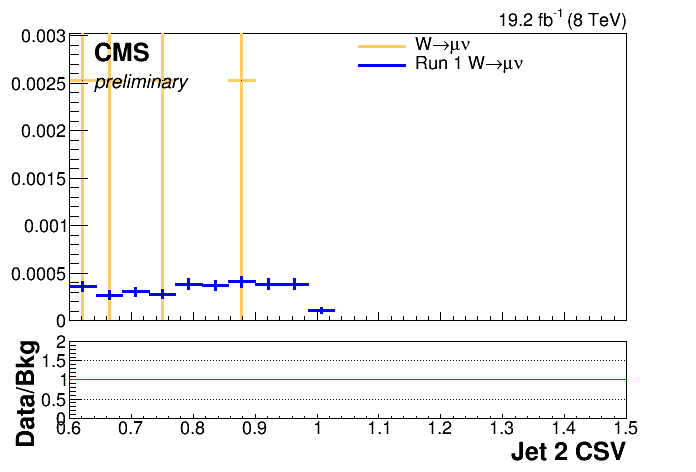 19.2 fb⁻¹ (8 TeV)
0.003
CMS
W→μν
Run 1 W→μν
preliminary
0.0025
0.002
0.0015
0.001
0.0005
0
Data/Bkg
2
1.5
1
0.5
0
0.6 0.7 0.8 0.9 1 1.1 1.2 1.3 1.4 1.5
Jet 2 CSV